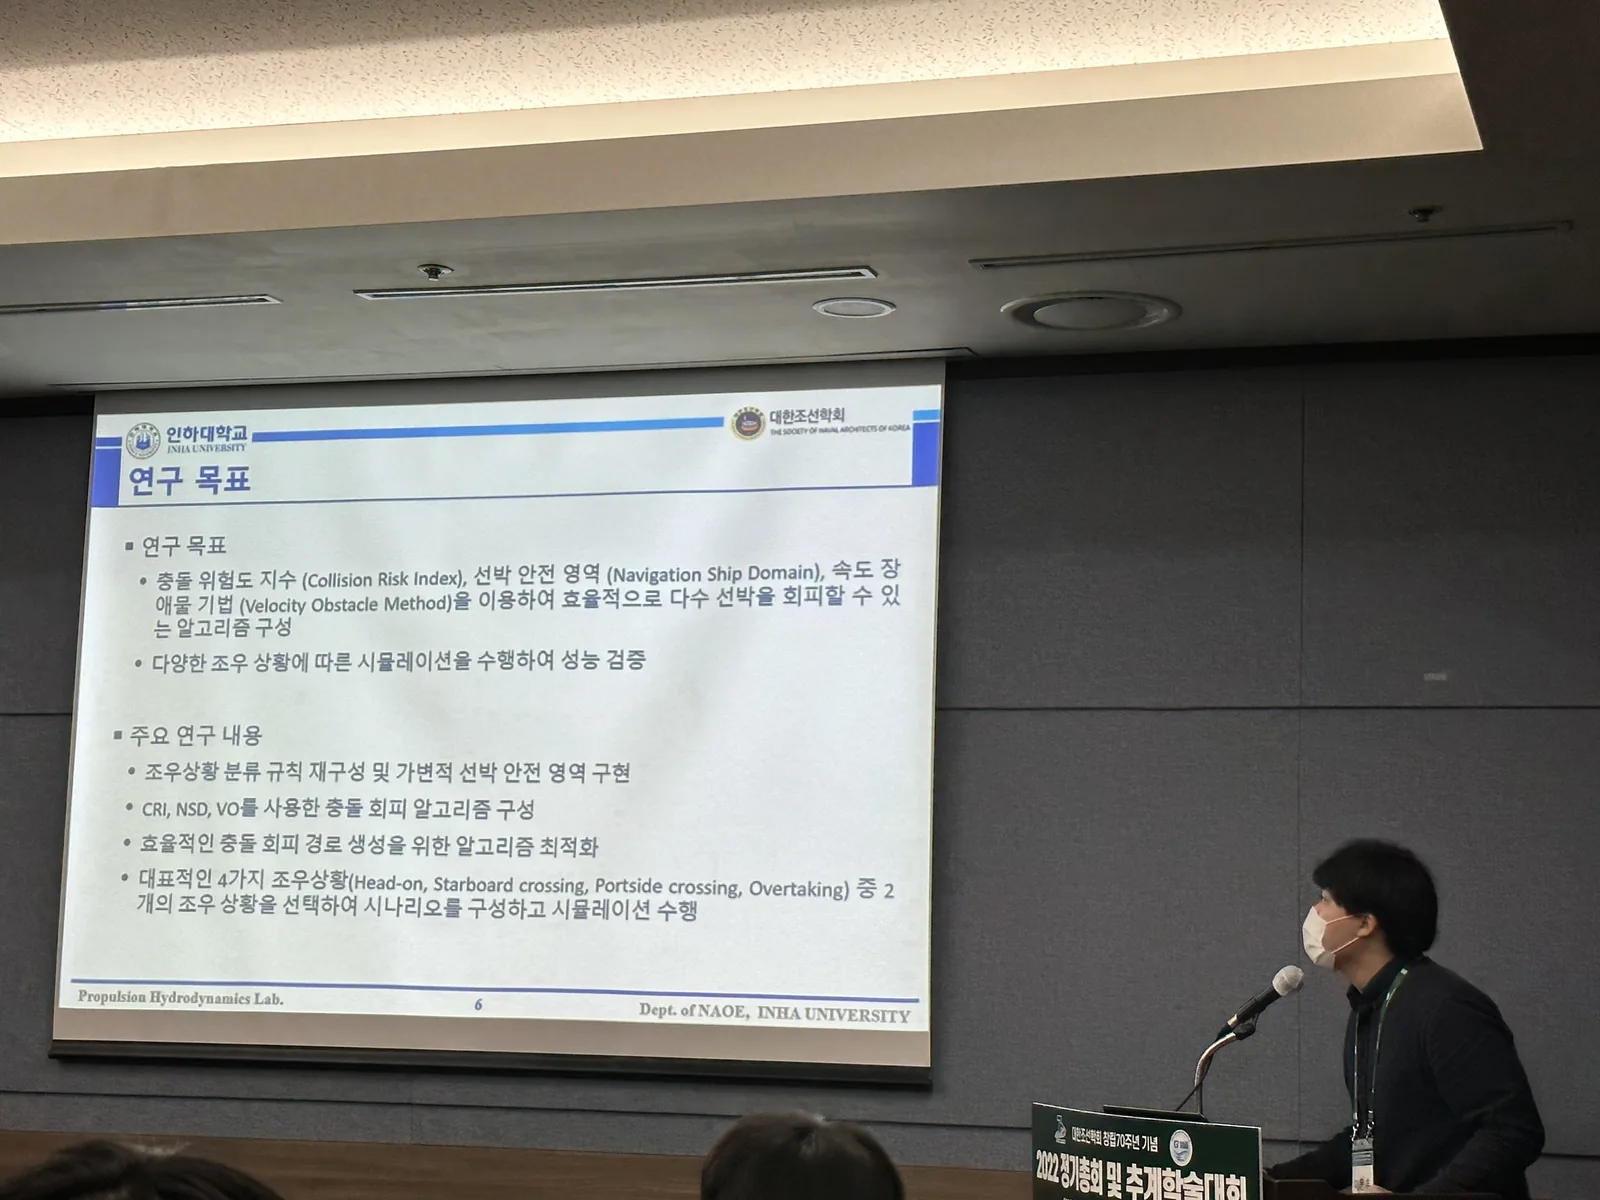 인하대학교
INHA UNIVERSITY
대한조선학회
THE SOCIETY OF NAVAL ARCHITECTS OF KOREA
연구 목표
▪ 연구 목표
• 충돌 위험도 지수 (Collision Risk Index), 선박 안전 영역 (Navigation Ship Domain), 속도 장
애물 기법 (Velocity Obstacle Method)을 이용하여 효율적으로 다수 선박을 회피할 수 있
는 알고리즘 구성
• 다양한 조우 상황에 따른 시뮬레이션을 수행하여 성능 검증
▪ 주요 연구 내용
• 조우상황 분류 규칙 재구성 및 가변적 선박 안전 영역 구현
• CRI, NSD, VO를 사용한 충돌 회피 알고리즘 구성
• 효율적인 충돌 회피 경로 생성을 위한 알고리즘 최적화
• 대표적인 4가지 조우상황(Head-on, Starboard crossing, Portside crossing, Overtaking) 중 2
개의 조우 상황을 선택하여 시나리오를 구성하고 시뮬레이션 수행
Propulsion Hydrodynamics Lab.
6
Dept. of NAOE, INHA UNIVERSITY
대한조선학회 창립70주년 기념
2022 정기총회 및 추계학술대회